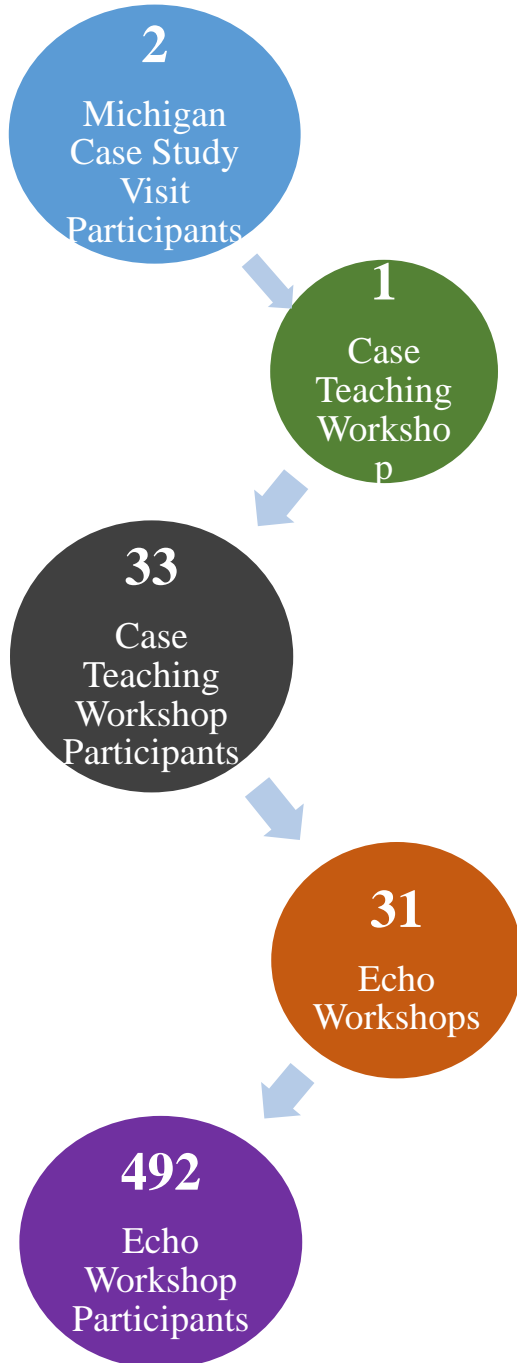 2
Michigan
Case Study
Visit
Participants
1
Case
Teaching
Worksho
p
33
Case
Teaching
Workshop
Participants
31
Echo
Workshops
492
Echo
Workshop
Participants